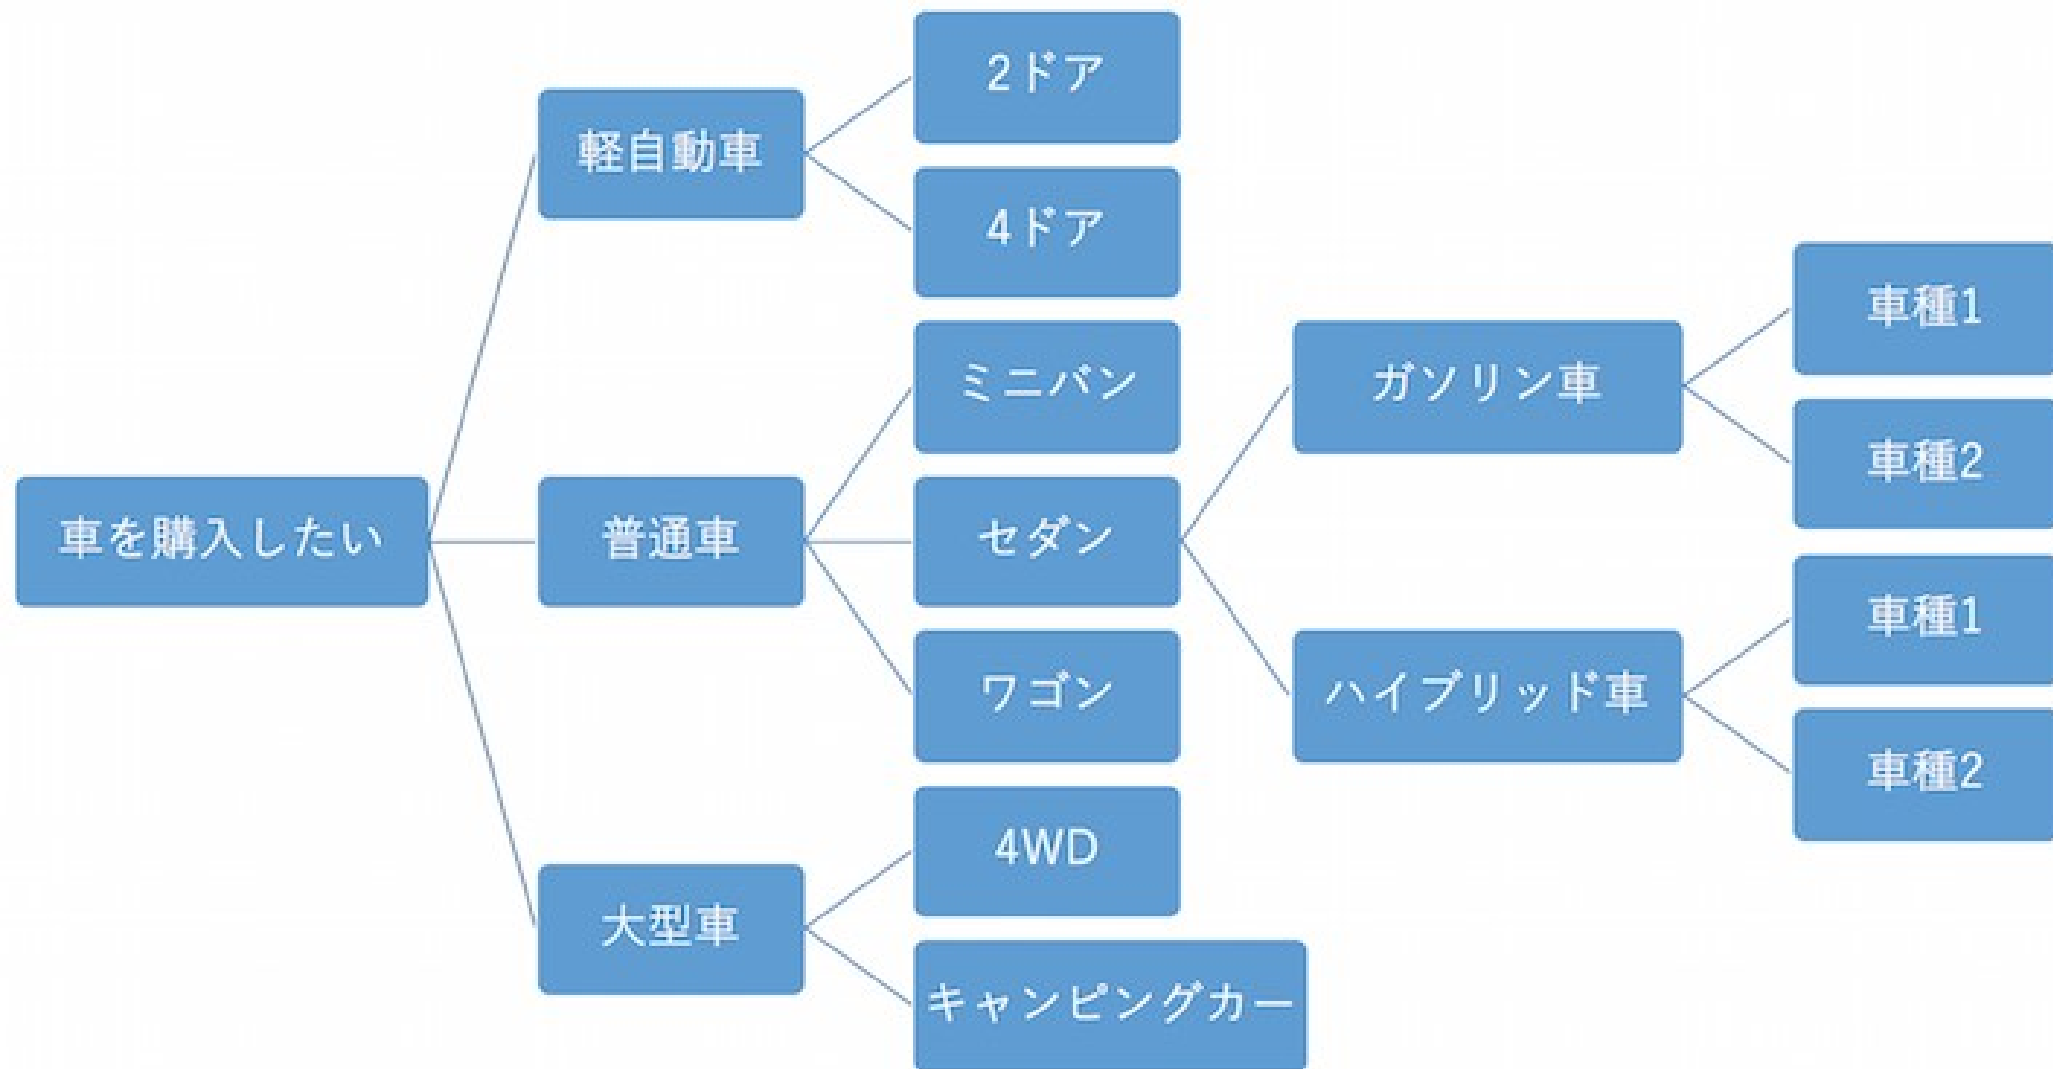 車を購入したい
軽自動車
2ドア
4ドア
普通車
ミニバン
セダン
ガソリン車
車種1
車種2
ハイブリッド車
車種1
車種2
ワゴン
大型車
4WD
キャンピングカー